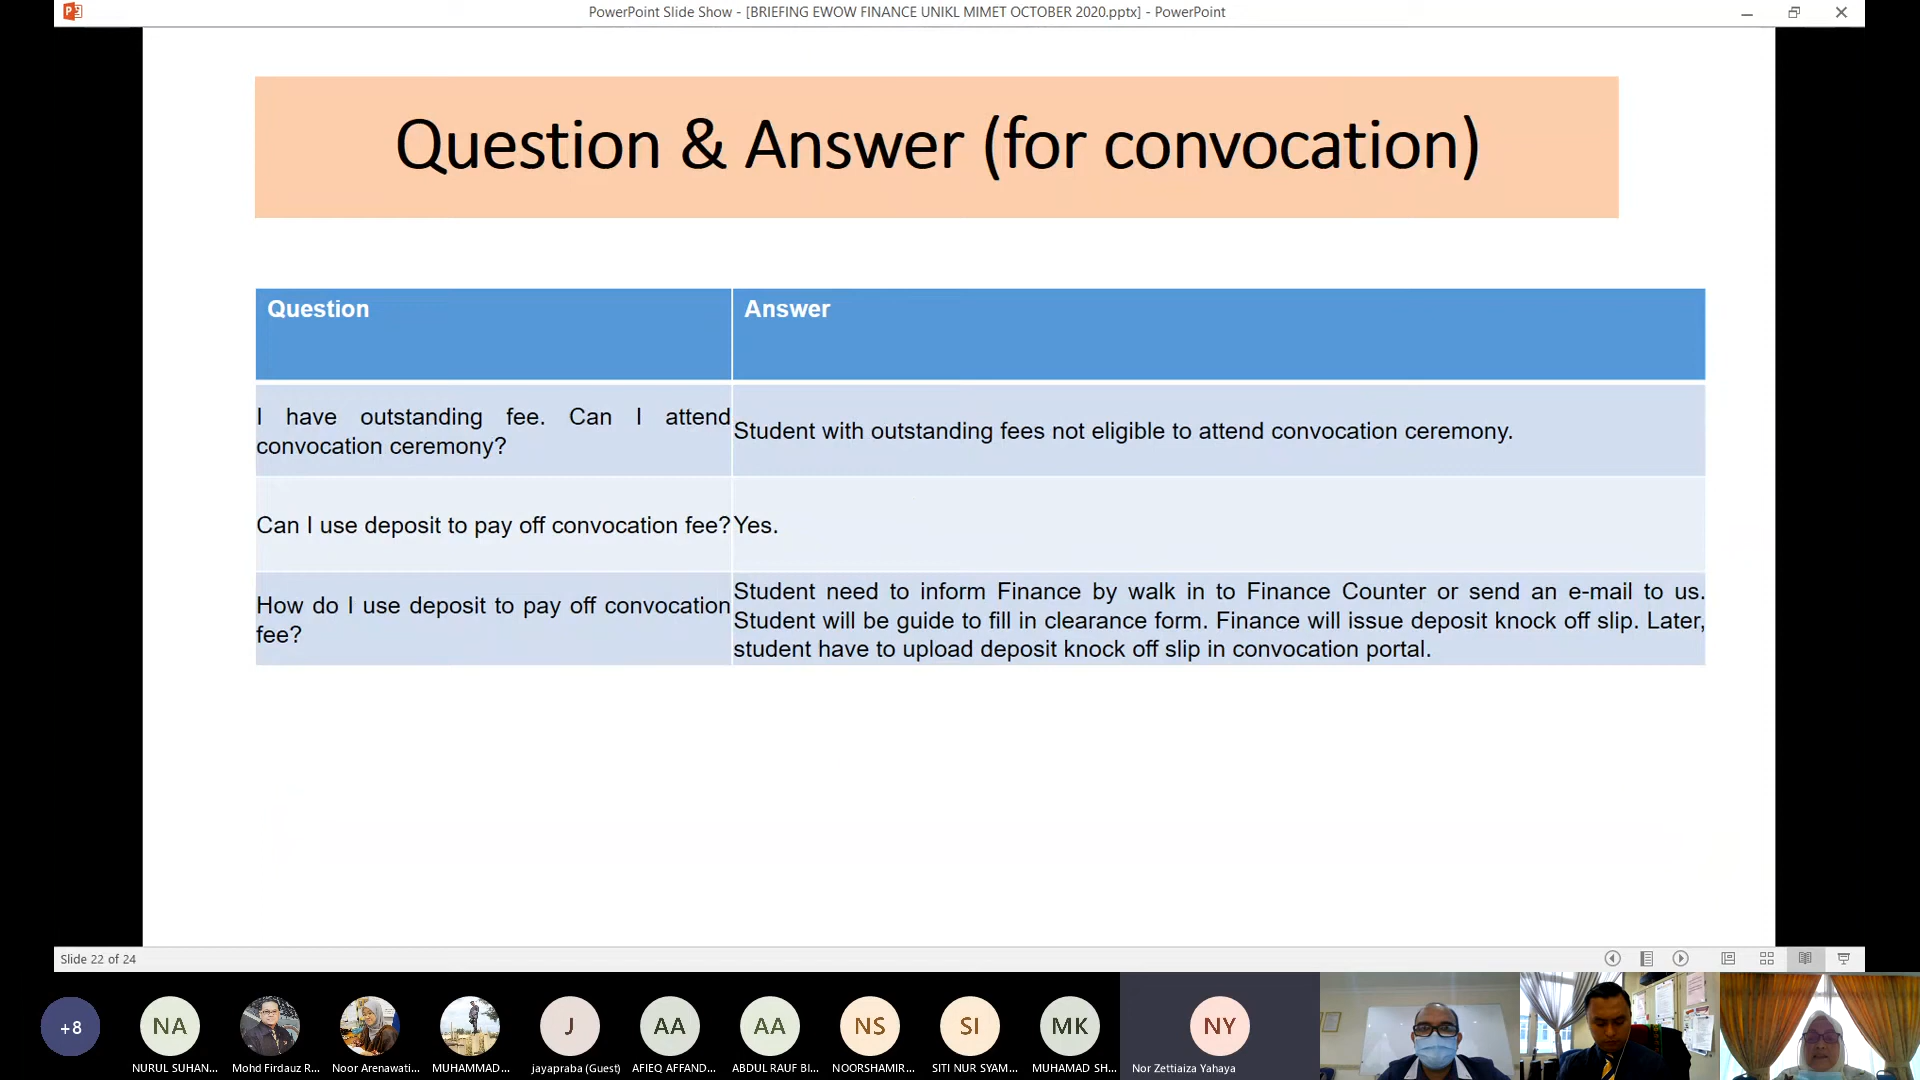 PowerPoint Slide Show - [BRIEFING EWOW FINANCE UNIKL MIMET OCTOBER 2020.pptx] - PowerPoint
Question & Answer (for convocation)
Question
Answer
I have outstanding fee. Can I attend
convocation ceremony?
Student with outstanding fees not eligible to attend convocation ceremony.
Can I use deposit to pay off convocation fee?
Yes.
How do I use deposit to pay off convocation
fee?
Student need to inform Finance by walk in to Finance Counter or send an e-mail to us.
Student will be guide to fill in clearance form. Finance will issue deposit knock off slip. Later,
student have to upload deposit knock off slip in convocation portal.
Slide 22 of 24
+8
NA
J
AA
AA
NS
SI
MK
NY
NURUL SUHAN...
Mohd Firdauz R...
Noor Arenawati...
MUHAMMAD...
jayapraba (Guest)
AFIEQ AFFAND...
ABDUL RAUF BI...
NOORSHAMIR...
SITI NUR SYAM...
MUHAMAD SH...
Nor Zettiaiza Yahaya